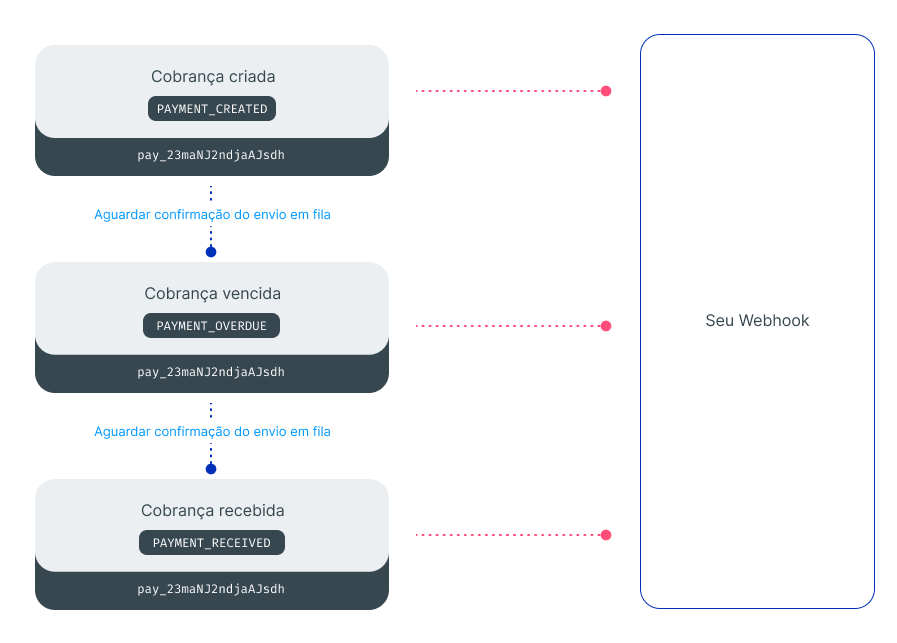 Cobrança criada
PAYMENT_CREATED
pay_23maNJ2ndjaAJsdh
Aguardar confirmação do envio em fila
Cobrança vencida
PAYMENT_OVERDUE
pay_23maNJ2ndjaAJsdh
Aguardar confirmação do envio em fila
Cobrança recebida
PAYMENT_RECEIVED
pay_23maNJ2ndjaAJsdh
Seu Webhook